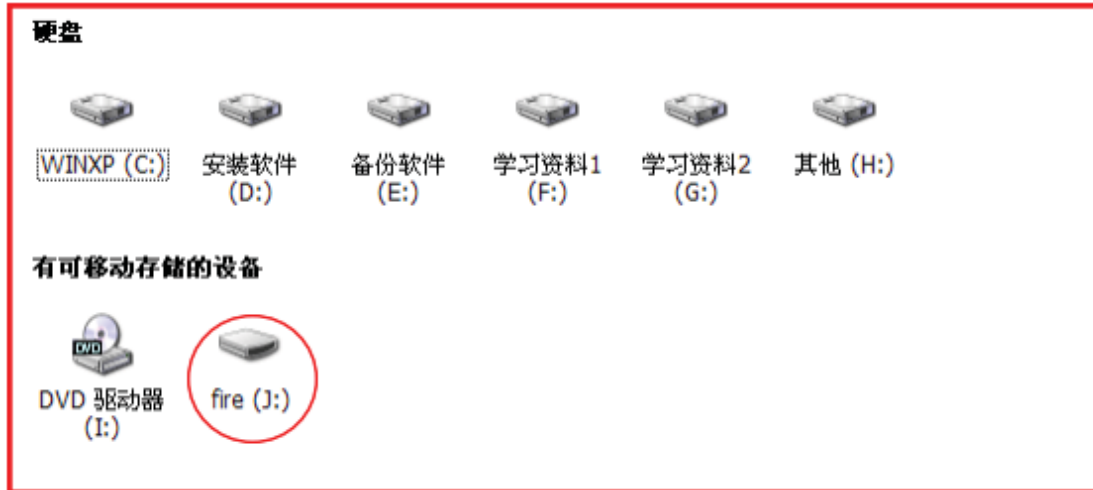 硬盘
WINXP (C:) 安装软件 备份软件 学习资料1 学习资料2 其他 (H:)
(D:) (E:) (F:) (G:)
有可移动存储的设备
DVD
DVD 驱动器 fire (J:)
(I:)